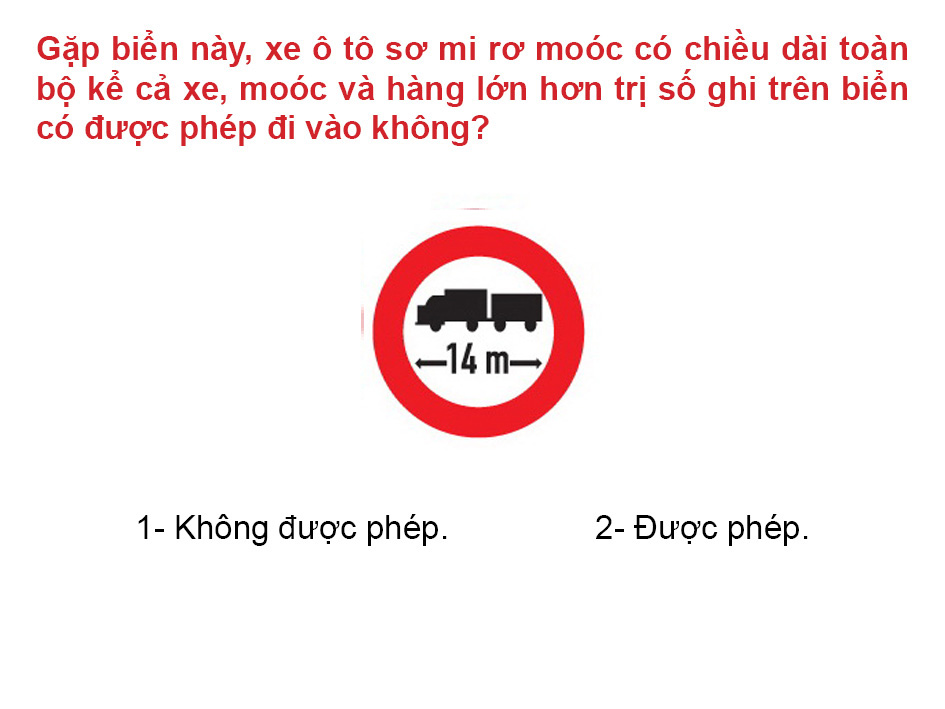 Gặp biển này, xe ô tô sơ mi rơ moóc có chiều dài toàn
bộ kể cả xe, moóc và hàng lớn hơn trị số ghi trên biển
có được phép đi vào không?
14 m
1- Không được phép. 2- Được phép.